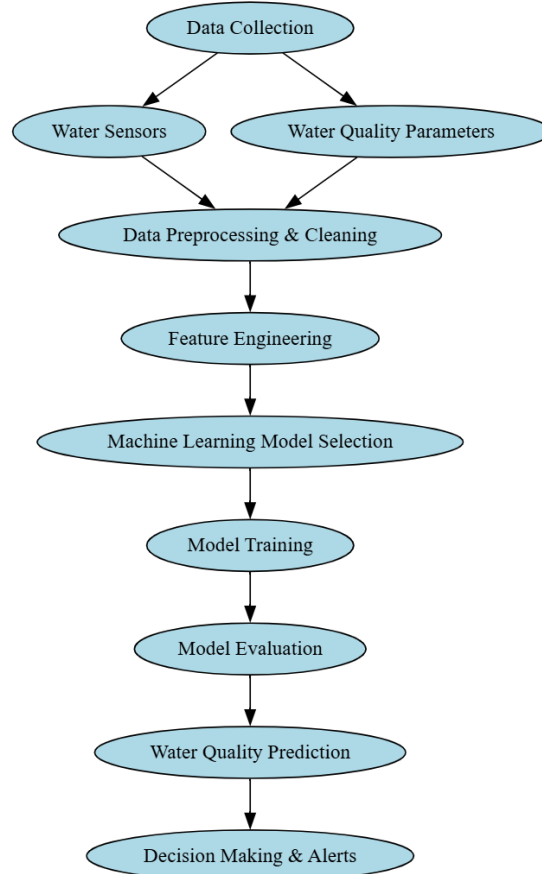 Data Collection
Water Sensors
Water Quality Parameters
Data Preprocessing & Cleaning
Feature Engineering
Machine Learning Model Selection
Model Training
Model Evaluation
Water Quality Prediction
Decision Making & Alerts